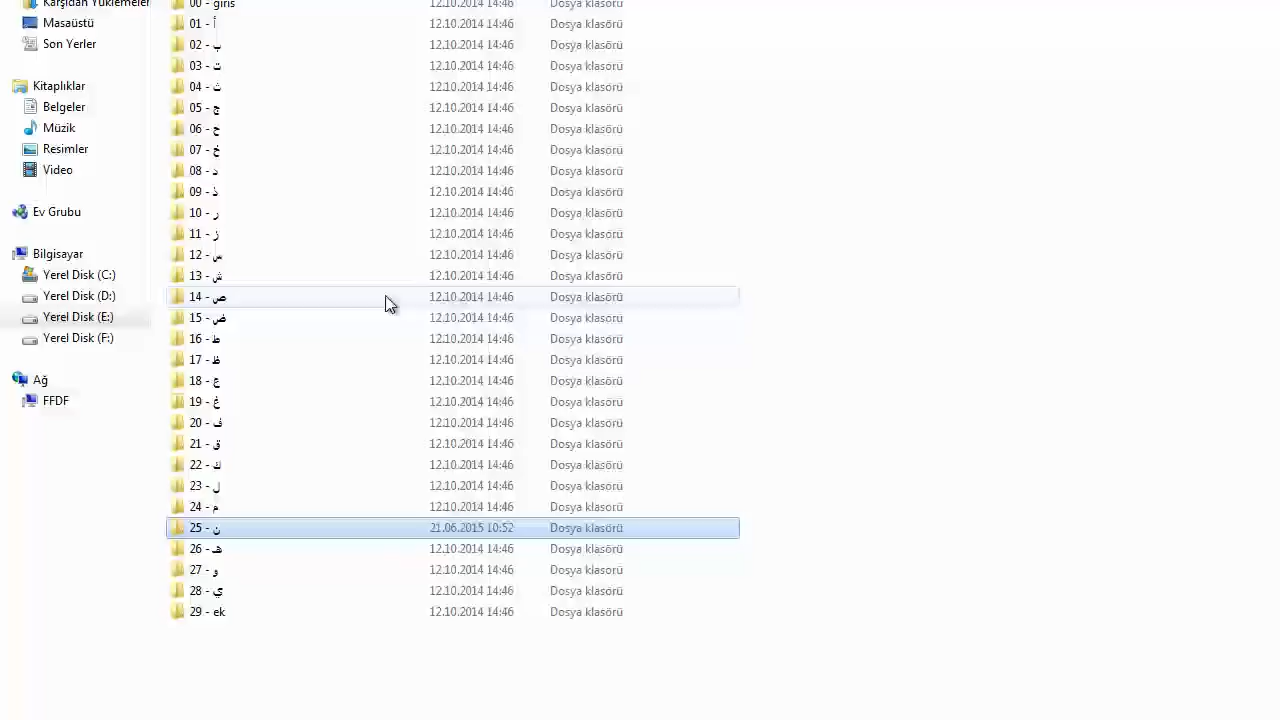 Karşıdan Yüklemeler
Masaüstü
Son Yerler
Kitaplıklar
Belgeler
Müzik
Resimler
Video
Ev Grubu
Bilgisayar
Yerel Disk (C:)
Yerel Disk (D:)
Yerel Disk (E:)
Yerel Disk (F:)
Ağ
FFDF
00 - giris 12.10.2014 14:46 Dosya klasörü
01 - أ 12.10.2014 14:46 Dosya klasörü
02 - ب 12.10.2014 14:46 Dosya klasörü
03 - ت 12.10.2014 14:46 Dosya klasörü
04 - ث 12.10.2014 14:46 Dosya klasörü
05 - ج 12.10.2014 14:46 Dosya klasörü
06 - ح 12.10.2014 14:46 Dosya klasörü
07 - خ 12.10.2014 14:46 Dosya klasörü
08 - د 12.10.2014 14:46 Dosya klasörü
09 - ذ 12.10.2014 14:46 Dosya klasörü
10 - ر 12.10.2014 14:46 Dosya klasörü
11 - ز 12.10.2014 14:46 Dosya klasörü
12 - س 12.10.2014 14:46 Dosya klasörü
13 - ش 12.10.2014 14:46 Dosya klasörü
14 - ص 12.10.2014 14:46 Dosya klasörü
15 - ض 12.10.2014 14:46 Dosya klasörü
16 - ط 12.10.2014 14:46 Dosya klasörü
17 - ظ 12.10.2014 14:46 Dosya klasörü
18 - ع 12.10.2014 14:46 Dosya klasörü
19 - غ 12.10.2014 14:46 Dosya klasörü
20 - ف 12.10.2014 14:46 Dosya klasörü
21 - ق 12.10.2014 14:46 Dosya klasörü
22 - ك 12.10.2014 14:46 Dosya klasörü
23 - ل 12.10.2014 14:46 Dosya klasörü
24 - م 12.10.2014 14:46 Dosya klasörü
25 - ن 21.06.2015 10:52 Dosya klasörü
26 - هـ 12.10.2014 14:46 Dosya klasörü
27 - و 12.10.2014 14:46 Dosya klasörü
28 - ي 12.10.2014 14:46 Dosya klasörü
29 - ek 12.10.2014 14:46 Dosya klasörü